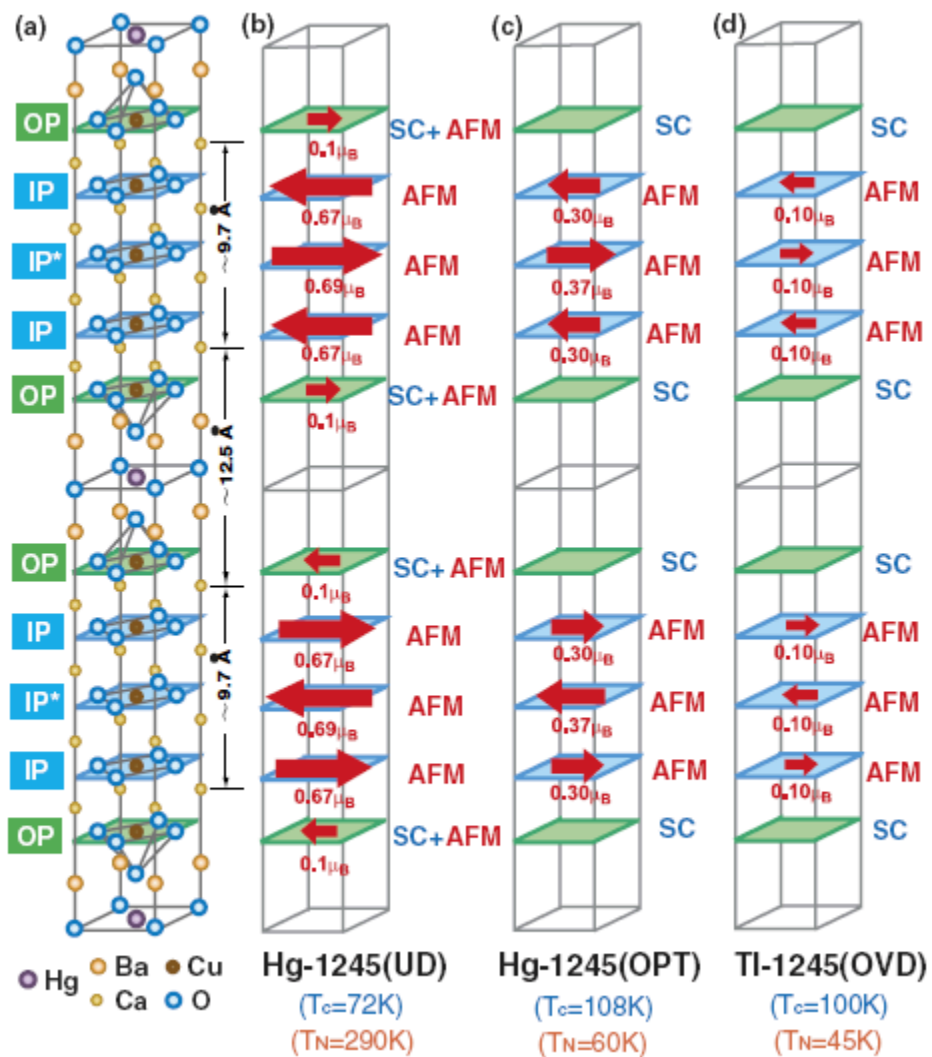 (a) (b) (c) (d)
OP SC+ AFM SC SC
0.1μB
IP AFM AFM AFM
0.67μB 0.30μB 0.10μB
~9.7 Å
IP* AFM AFM AFM
0.69μB 0.37μB 0.10μB
IP AFM AFM AFM
0.67μB 0.30μB 0.10μB
OP SC+ AFM SC SC
0.1μB
~12.5 Å
OP SC+ AFM SC SC
0.1μB
IP AFM AFM AFM
0.67μB 0.30μB 0.10μB
~9.7 Å
IP* AFM AFM AFM
0.69μB 0.37μB 0.10μB
IP AFM AFM AFM
0.67μB 0.30μB 0.10μB
OP SC+ AFM SC SC
0.1μB
Hg Ba Cu
Ca O
Hg-1245(UD) Hg-1245(OPT) Tl-1245(OVD)
(Tc=72K) (Tc=108K) (Tc=100K)
(TN=290K) (TN=60K) (TN=45K)